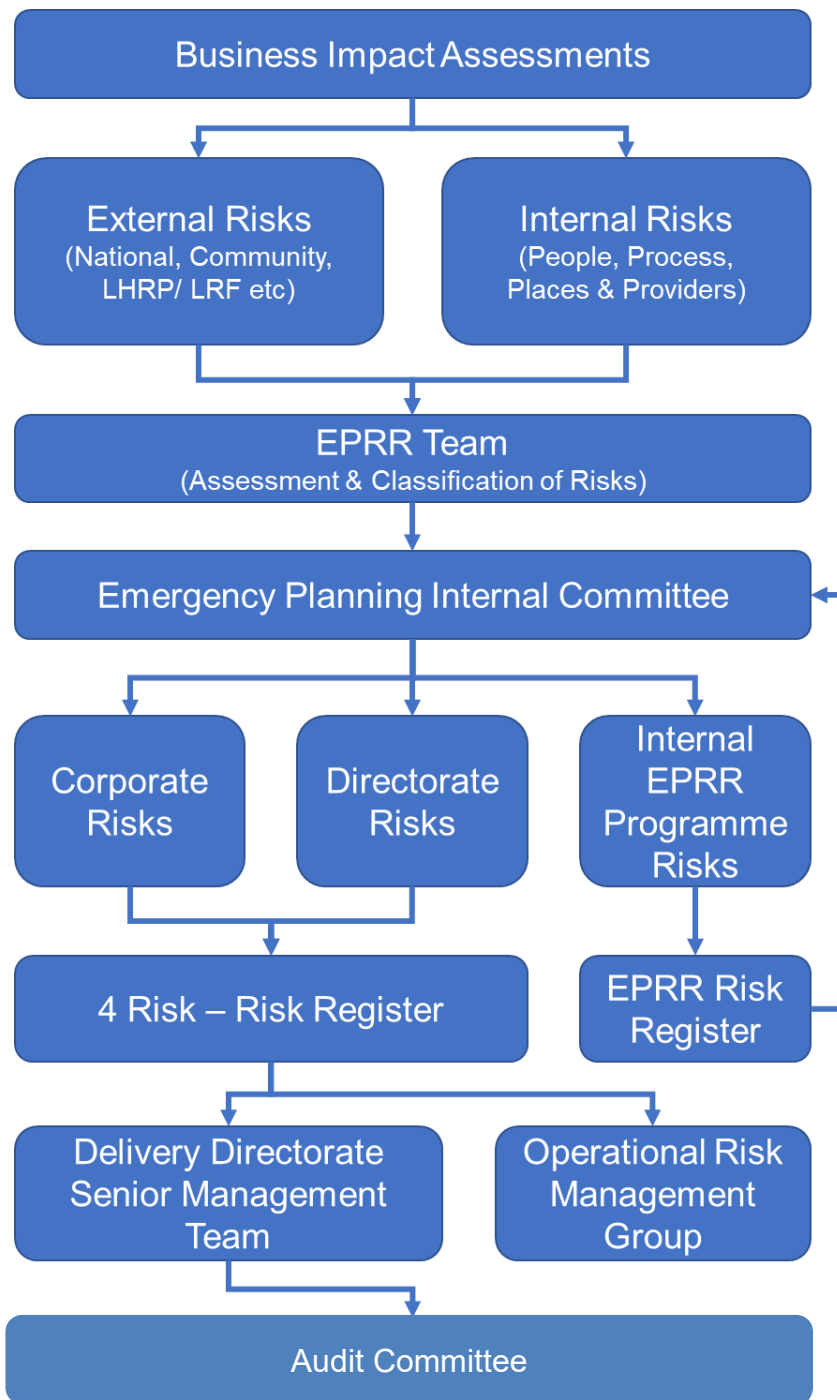 Business Impact Assessments
External Risks
(National, Community,
LHRP/ LRF etc)
Internal Risks
(People, Process,
Places & Providers)
EPRR Team
(Assessment & Classification of Risks)
Emergency Planning Internal Committee
Corporate
Risks
Directorate
Risks
Internal
EPRR
Programme
Risks
4 Risk – Risk Register
EPRR Risk
Register
Delivery Directorate
Senior Management
Team
Operational Risk
Management
Group
Audit Committee